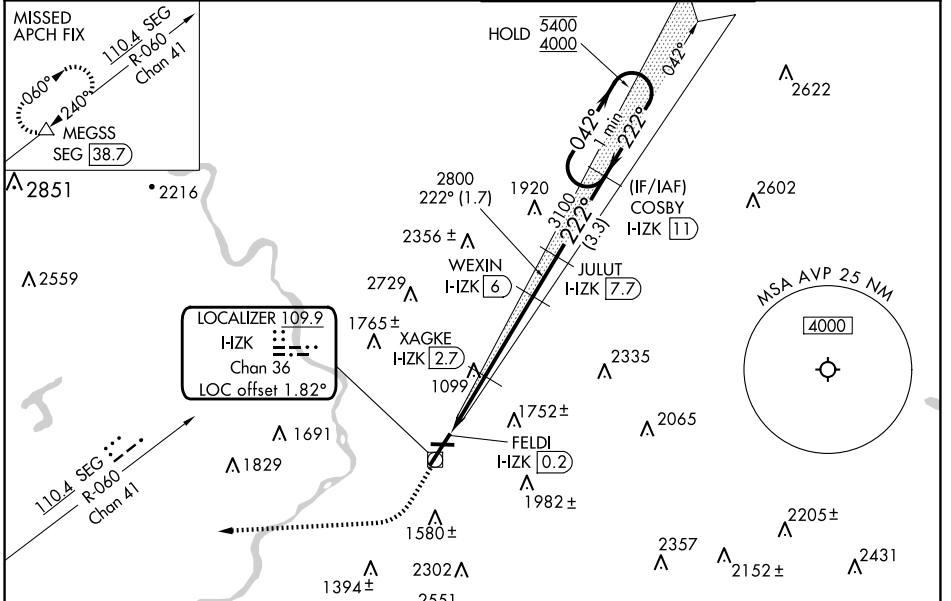 MISSED
APCH FIX
110.4 SEG
R-060
Chan 41
060°
240°
MEGSS
SEG 38.7
HOLD 5400
4000
042°
042°
1 min
222°
2622
2851
2216
2800
222° (1.7)
1920
3100
222°
(3.3)
(IF/IAF)
COSBY
I-IZK 11
2602
2356 ±
2559
WEXIN
I-IZK 6
JULUT
I-IZK 7.7
2729
MSA AVP 25 NM
4000
LOCALIZER 109.9
I-IZK
Chan 36
LOC offset 1.82°
1765 ±
XAGKE
I-IZK 2.7
1099
2335
1752 ±
2065
1691
FELDI
I-IZK 0.2
1829
110.4 SEG
R-060
Chan 41
1982 ±
1580 ±
2205 ±
1394 ±
2302
2357
2152 ±
2431
2551